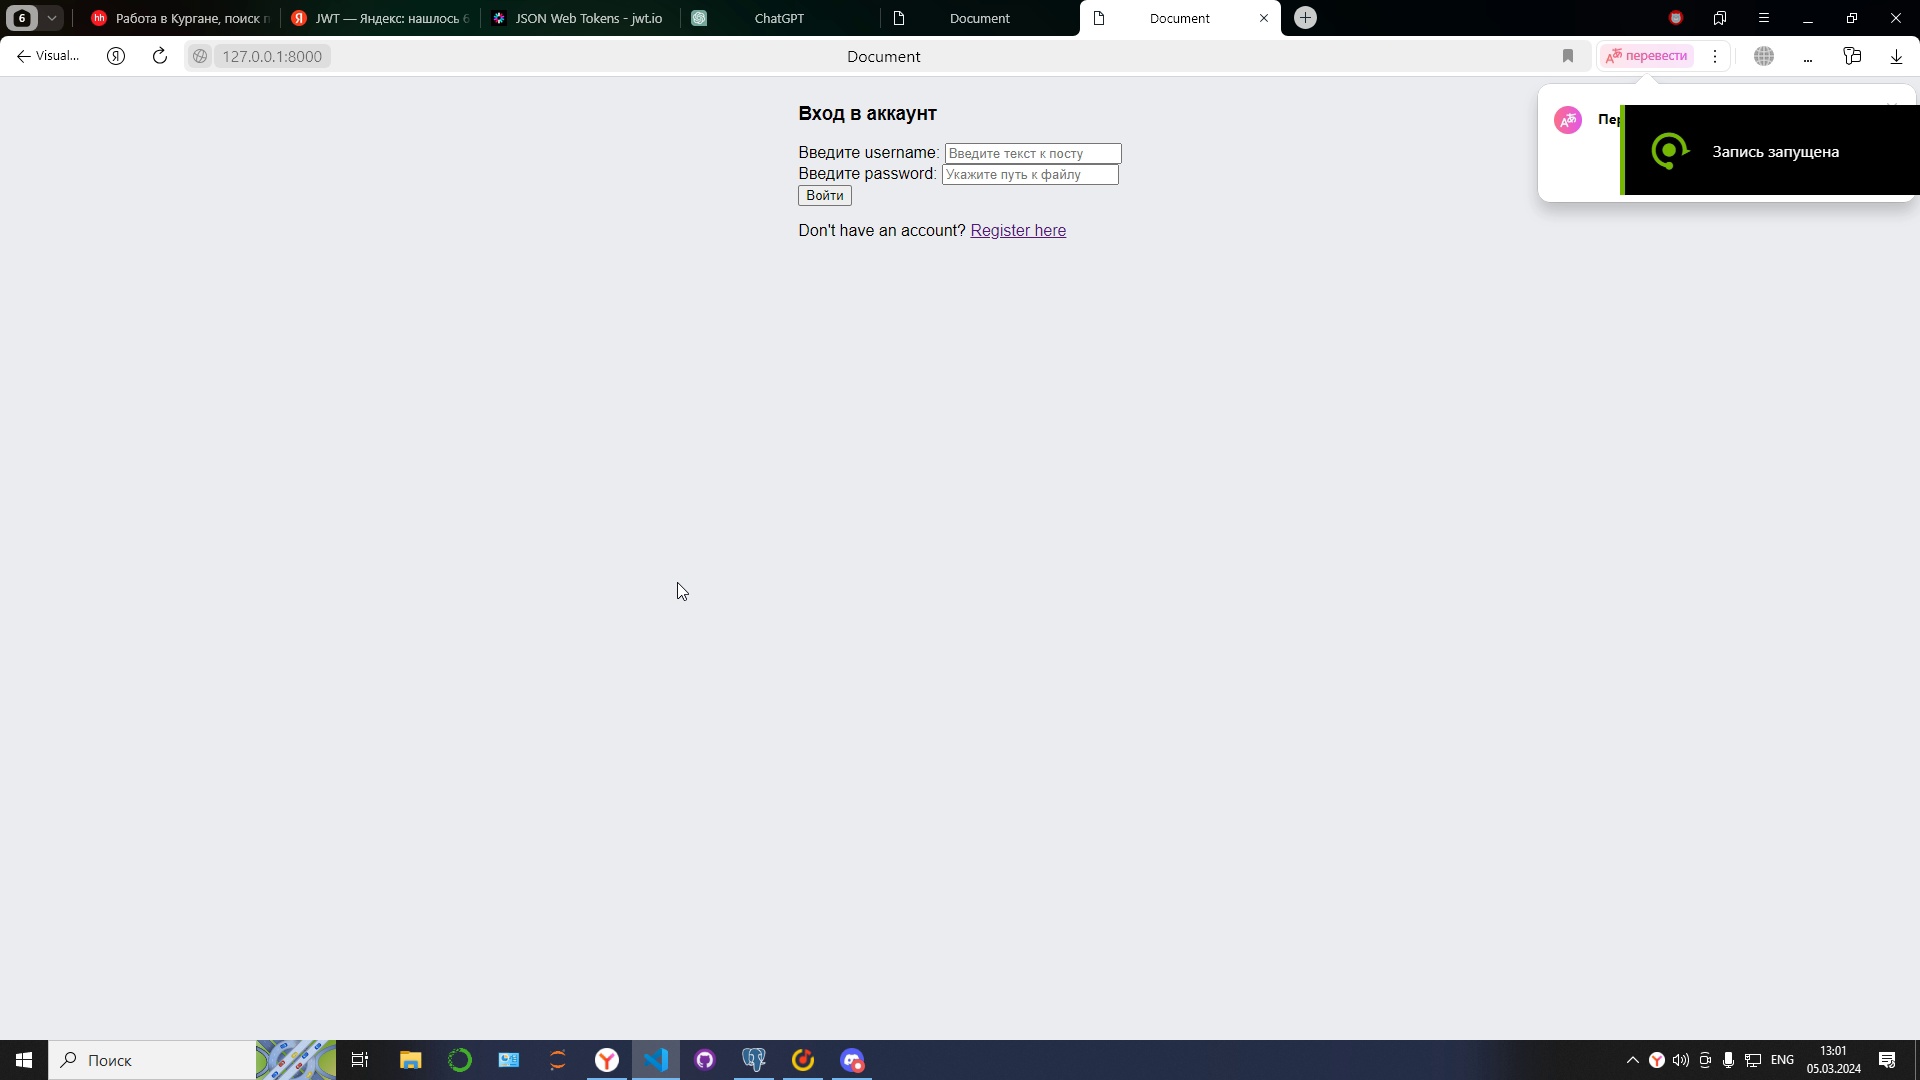 6
Работа в Кургане, поиск п
JWT — Яндекс: нашлось 6
JSON Web Tokens - jwt.io
ChatGPT
Document
Document
Visual...
127.0.0.1:8000
Document
перевести
Пер
Запись запущена
Вход в аккаунт
Введите username: Введите текст к посту
Введите password: Укажите путь к файлу
Войти
Don't have an account? Register here
Поиск
ENG
13:01
05.03.2024